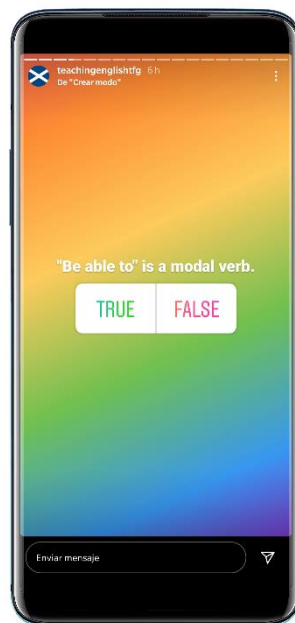 teachingenglishtfg 6 h
De "Crear modo"
"Be able to" is a modal verb.
TRUE FALSE
Enviar mensaje